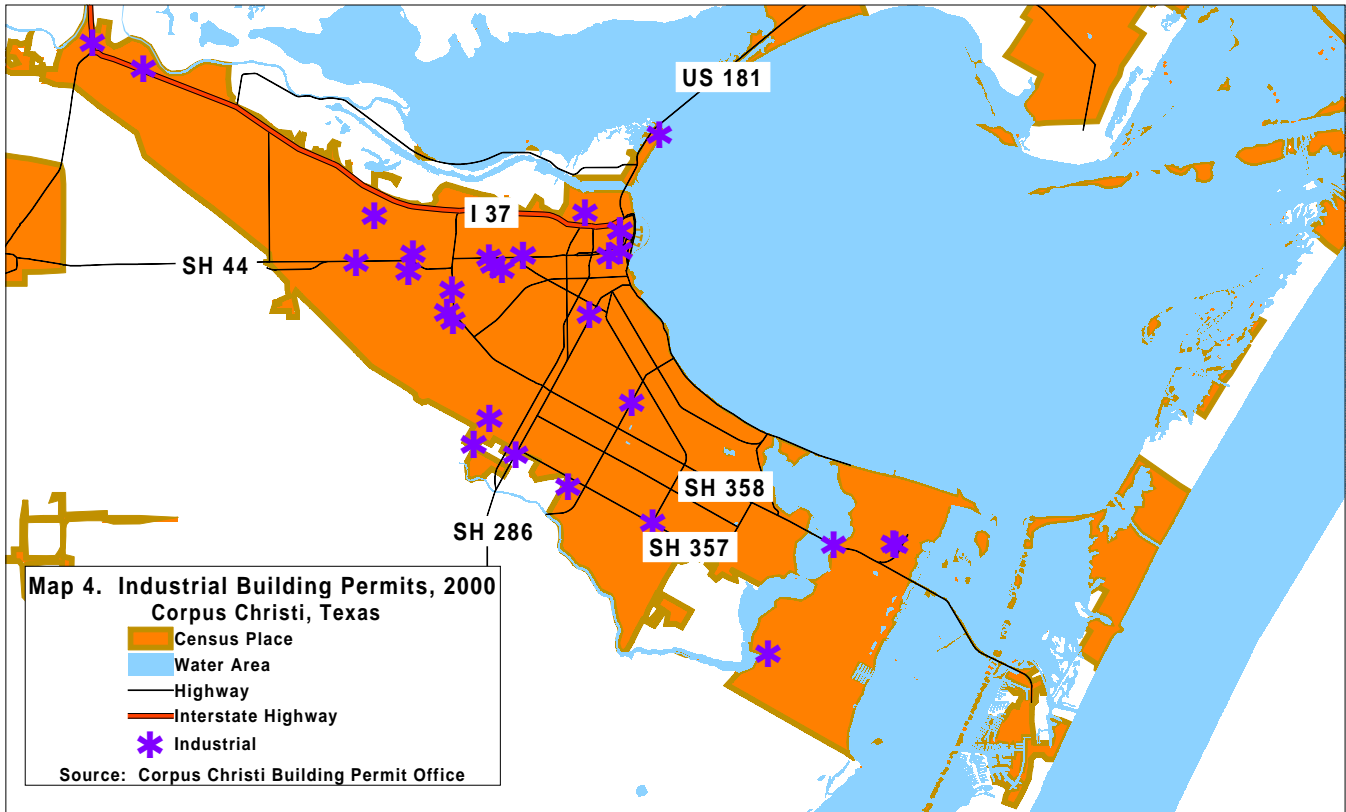 US 181
I 37
SH 44
SH 358
SH 286
SH 357
Map 4. Industrial Building Permits, 2000
Corpus Christi, Texas
Census Place
Water Area
Highway
Interstate Highway
Industrial
Source: Corpus Christi Building Permit Office